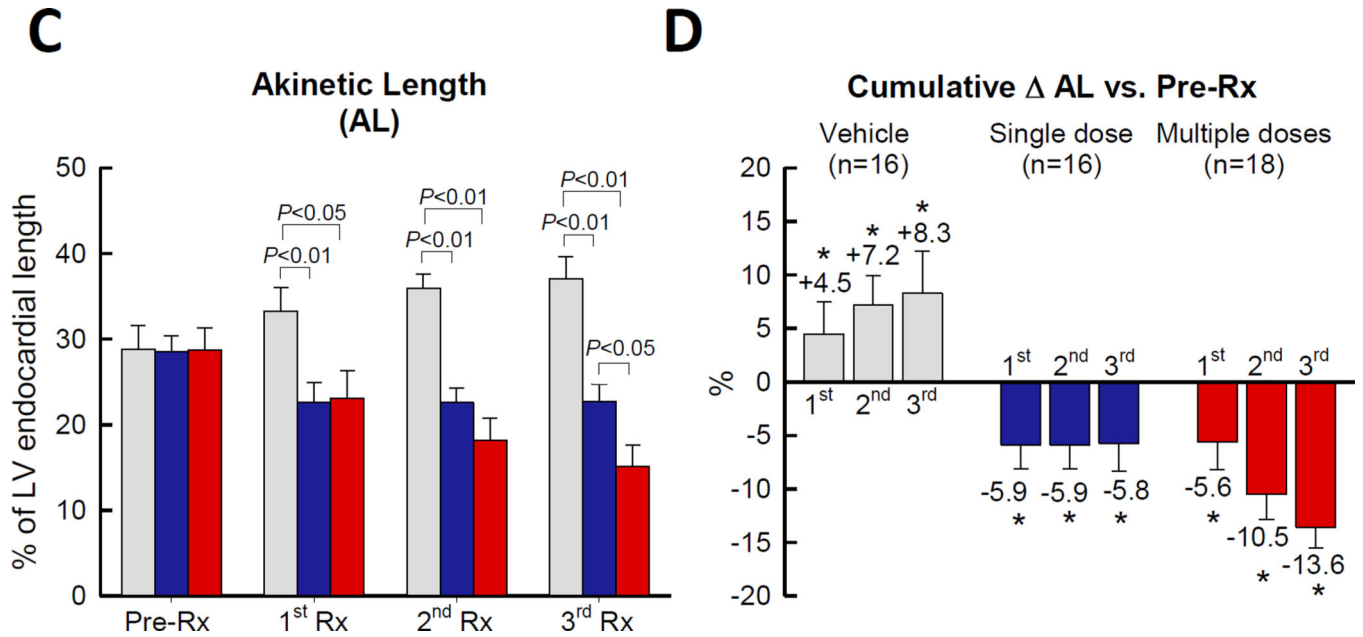 C
Akinetic Length
(AL)
% of LV endocardial length
50
40
30
20
10
0
P<0.05
P<0.01
P<0.01
P<0.01
P<0.01
P<0.01
P<0.05
Pre-Rx 1st Rx 2nd Rx 3rd Rx
D
Cumulative Δ AL vs. Pre-Rx
Vehicle Single dose Multiple doses
(n=16) (n=16) (n=18)
%
20
15
10
5
0
-5
-10
-15
-20
* * *
+4.5 +7.2 +8.3
1st 2nd 3rd
1st 2nd 3rd
-5.9 -5.9 -5.8
* * *
1st 2nd 3rd
-5.6 -10.5 -13.6
* * *